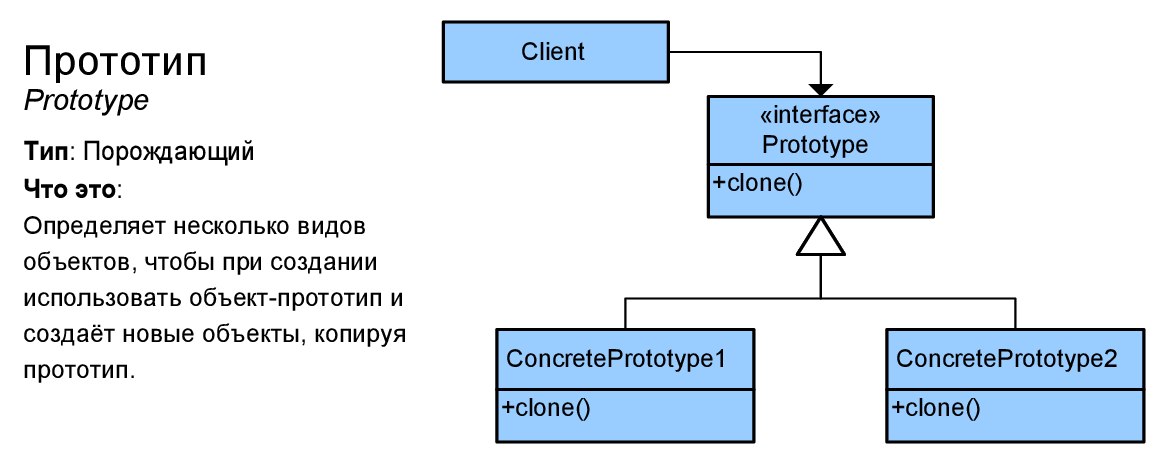 Прототип
Prototype
Тип: Порождающий
Что это:
Определяет несколько видов
объектов, чтобы при создании
использовать объект-прототип и
создаёт новые объекты, копируя
прототип.
Client
«interface»
Prototype
+clone()
ConcretePrototype1
+clone()
ConcretePrototype2
+clone()